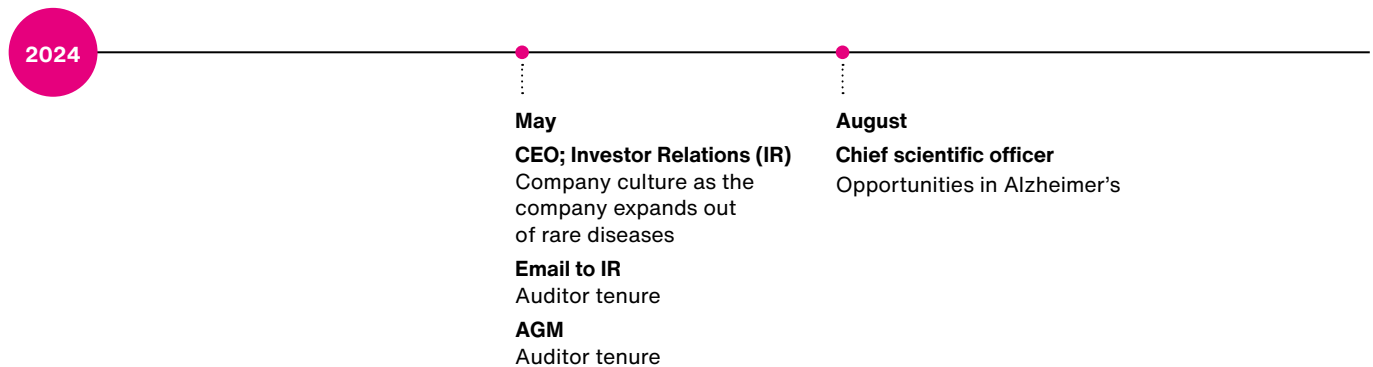 2024
May
CEO; Investor Relations (IR)
Company culture as the
company expands out
of rare diseases
Email to IR
Auditor tenure
AGM
Auditor tenure
August
Chief scientific officer
Opportunities in Alzheimer’s